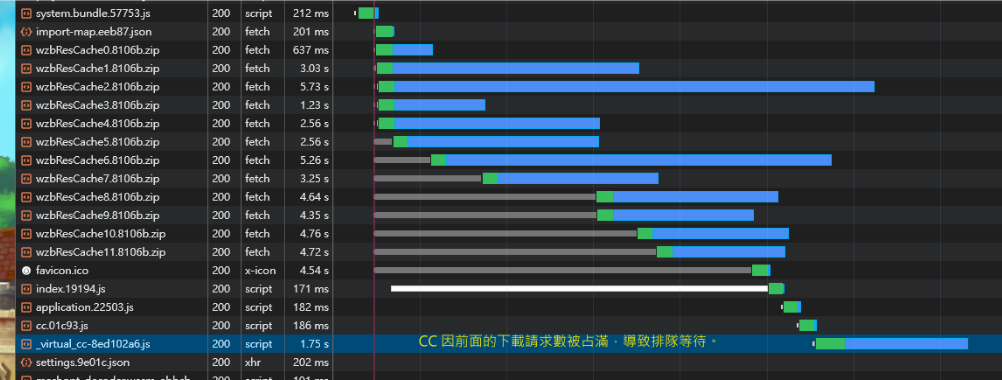 system.bundle.57753.js 200 script 212 ms
import-map.eeb87.json 200 fetch 201 ms
wzbResCache0.8106b.zip 200 fetch 637 ms
wzbResCache1.8106b.zip 200 fetch 3.03 s
wzbResCache2.8106b.zip 200 fetch 5.73 s
wzbResCache3.8106b.zip 200 fetch 1.23 s
wzbResCache4.8106b.zip 200 fetch 2.56 s
wzbResCache5.8106b.zip 200 fetch 2.56 s
wzbResCache6.8106b.zip 200 fetch 5.26 s
wzbResCache7.8106b.zip 200 fetch 3.25 s
wzbResCache8.8106b.zip 200 fetch 4.64 s
wzbResCache9.8106b.zip 200 fetch 4.35 s
wzbResCache10.8106b.zip 200 fetch 4.76 s
wzbResCache11.8106b.zip 200 fetch 4.72 s
favicon.ico 200 x-icon 4.54 s
index.19194.js 200 script 171 ms
application.22503.js 200 script 182 ms
cc.01c93.js 200 script 186 ms
_virtual_cc-8ed102a6.js 200 script 1.75 s CC 因前面的下載請求數被占滿，導致排隊等待。
settings.9e01c.json 200 xhr 202 ms